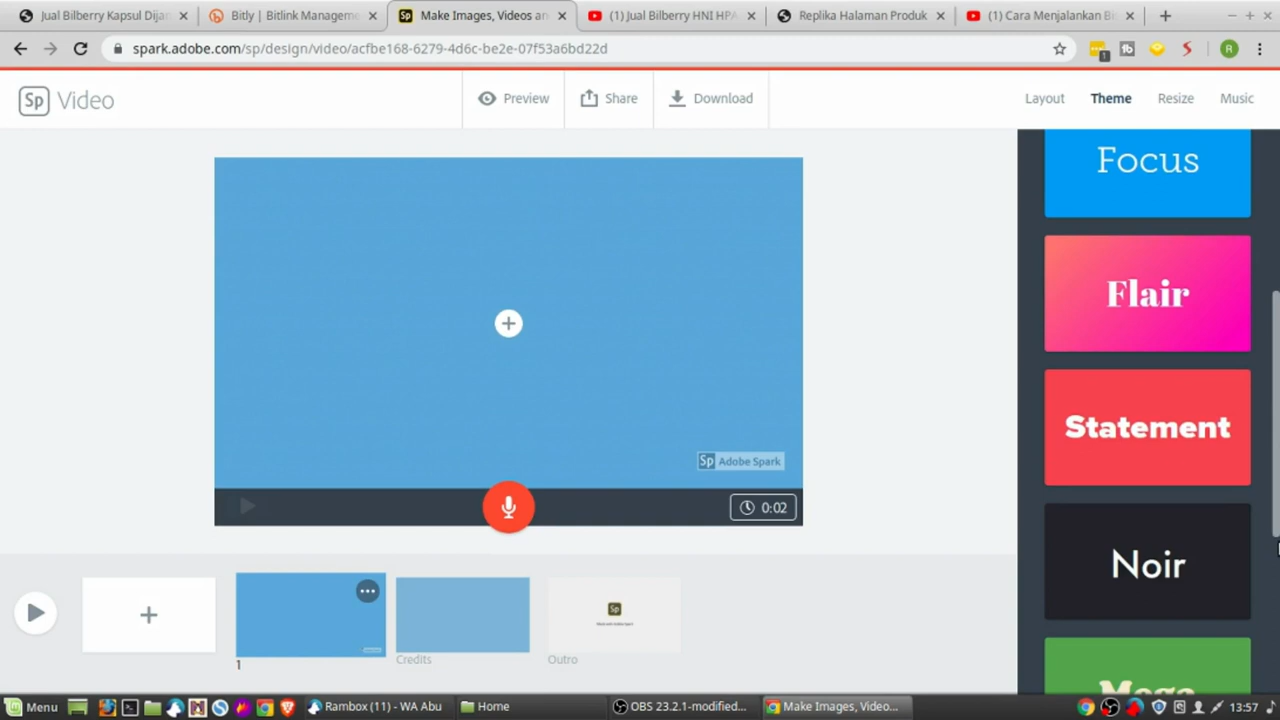 Jual Bilberry Kapsul Dijam
Bitly | Bitlink Manageme
Make Images, Videos an
(1) Jual Bilberry HNI HPA
Replika Halaman Produk
(1) Cara Menjalankan Bi
spark.adobe.com/sp/design/video/acfbe168-6279-4d6c-be2e-07f53a6bd22d
1
R
Sp Video
Preview
Share
Download
Layout
Theme
Resize
Music
Focus
Flair
Statement
Noir
Sp Adobe Spark
0:02
1
Credits
Outro
Sp
Menu
Rambox (11) - WA Abu
Home
OBS 23.2.1-modified...
Make Images, Video...
13:57